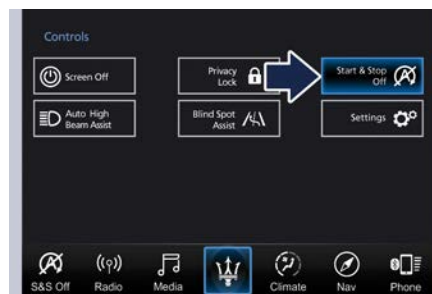 Controls
Screen Off
Privacy
Lock
Start & Stop
Off
Auto High
Beam Assist
Blind Spot
Assist
Settings
S&S Off
Radio
Media
Climate
Nav
Phone